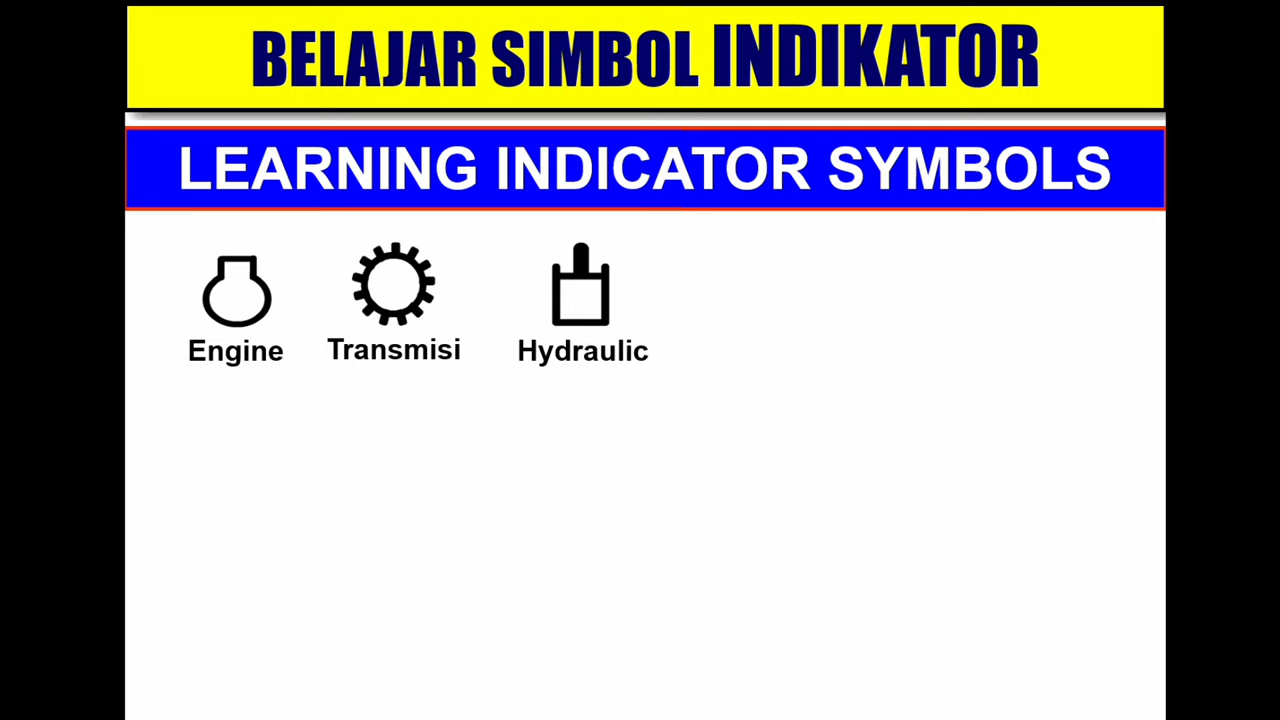 BELAJAR SIMBOL INDIKATOR
LEARNING INDICATOR SYMBOLS
Engine Transmisi Hydraulic